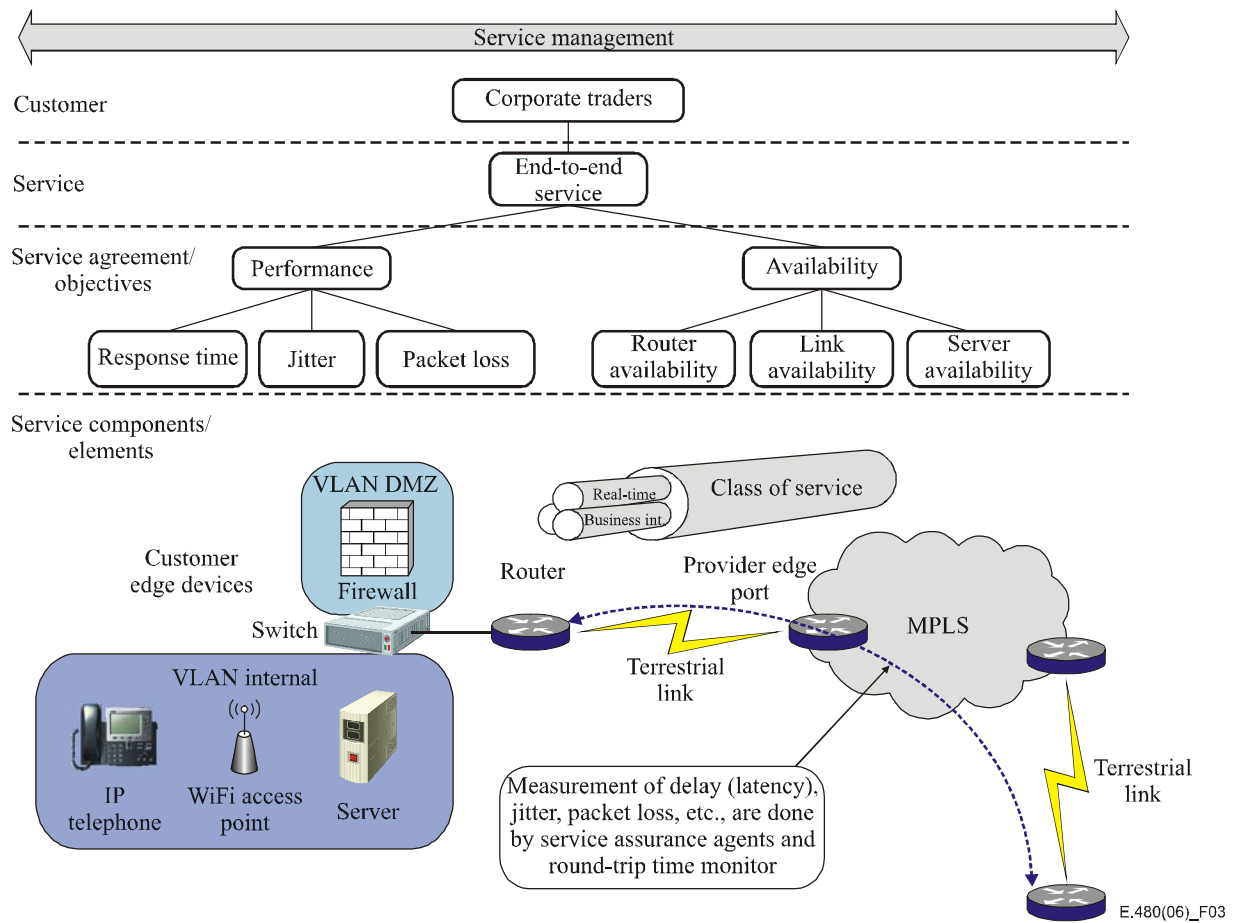 Service management
Customer
Corporate traders
Service
End-to-end
service
Service agreement/
objectives
Performance
Availability
Response time
Jitter
Packet loss
Router
availability
Link
availability
Server
availability
Service components/
elements
VLAN DMZ
Firewall
Real-time
Business int.
Class of service
Customer
edge devices
Router
Provider edge
port
Switch
MPLS
Terrestrial
link
VLAN internal
IP
telephone
WiFi access
point
Server
Measurement of delay (latency),
jitter, packet loss, etc., are done
by service assurance agents and
round-trip time monitor
Terrestrial
link
E.480(06)_F03